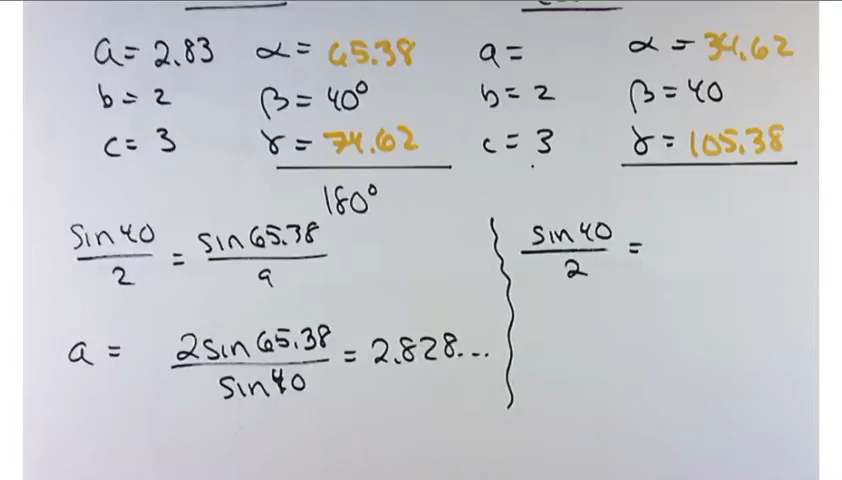 a = 2.83 α = 65.38 a = α = 34.62
b = 2 β = 40° b = 2 β = 40
c = 3 γ = 74.62 c = 3 γ = 105.38
180°
sin 40 / 2 = sin 65.38 / a sin 40 / 2 =
a = 2 sin 65.38 / sin 40 = 2.828...